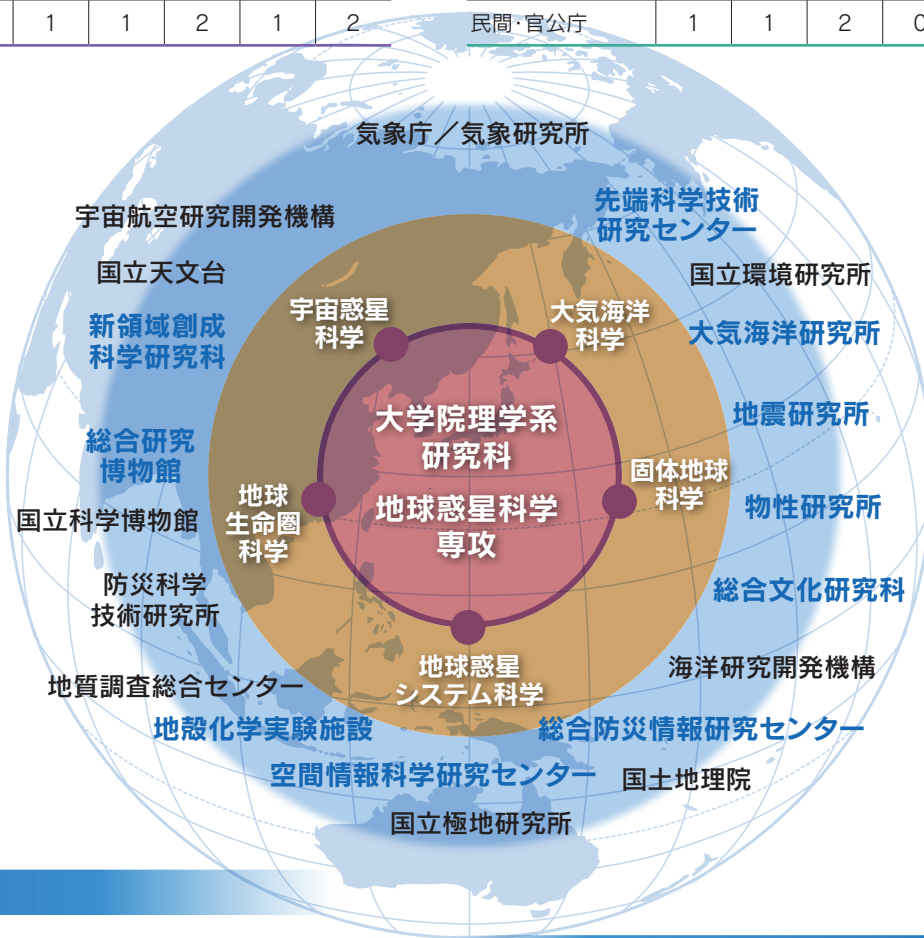 1 1 2 1 2 民間・官公庁 1 1 2 0
気象庁／気象研究所
先端科学技術
研究センター
宇宙航空研究開発機構
国立天文台
国立環境研究所
新領域創成
科学研究科
宇宙惑星
科学
大気海洋
科学
大気海洋研究所
大学院理学系
研究科
地球惑星科学
専攻
地震研究所
総合研究
博物館
固体地球
科学
地球
生命圏
科学
物性研究所
国立科学博物館
防災科学
技術研究所
総合文化研究科
地球惑星
システム科学
海洋研究開発機構
地質調査総合センター
地殻化学実験施設
総合防災情報研究センター
空間情報科学研究センター
国土地理院
国立極地研究所